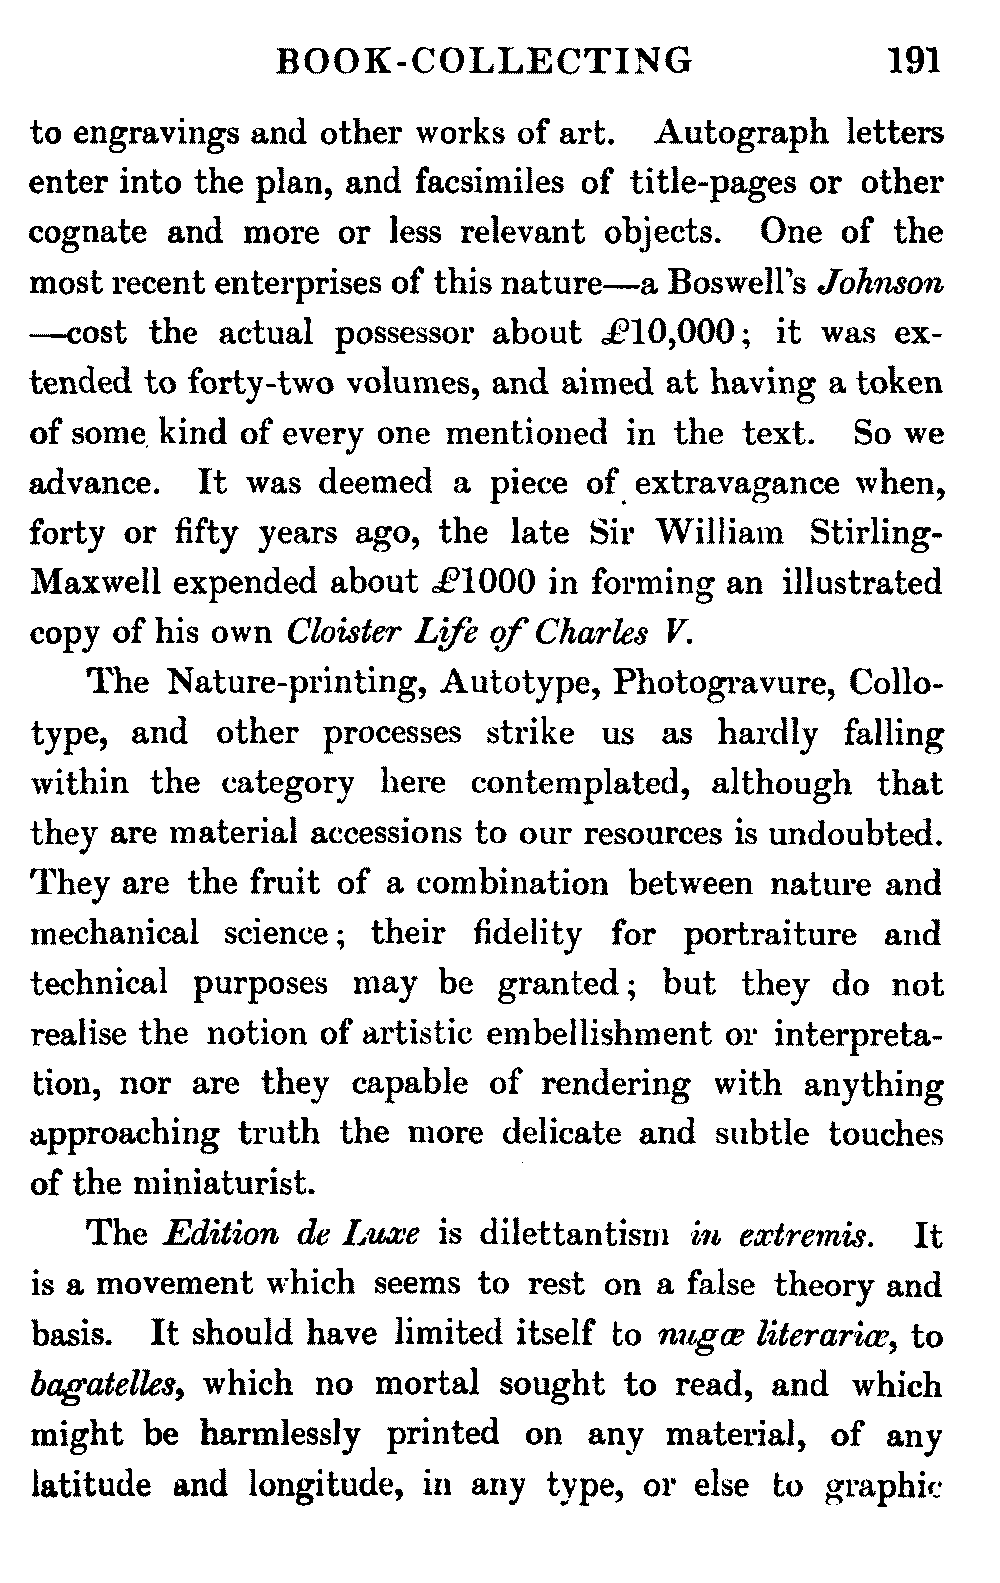 BOOK-COLLECTING 191
to engravings and other works of art. Autograph letters
enter into the plan, and facsimiles of title-pages or other
cognate and more or less relevant objects. One of the
most recent enterprises of this nature—a Boswell's Johnson
—cost the actual possessor about £10,000; it was ex-
tended to forty-two volumes, and aimed at having a token
of some kind of every one mentioned in the text. So we
advance. It was deemed a piece of extravagance when,
forty or fifty years ago, the late Sir William Stirling-
Maxwell expended about £1000 in forming an illustrated
copy of his own Cloister Life of Charles V.
The Nature-printing, Autotype, Photogravure, Collo-
type, and other processes strike us as hardly falling
within the category here contemplated, although that
they are material accessions to our resources is undoubted.
They are the fruit of a combination between nature and
mechanical science; their fidelity for portraiture and
technical purposes may be granted; but they do not
realise the notion of artistic embellishment or interpreta-
tion, nor are they capable of rendering with anything
approaching truth the more delicate and subtle touches
of the miniaturist.
The Edition de Luxe is dilettantism in extremis. It
is a movement which seems to rest on a false theory and
basis. It should have limited itself to nugæ literariæ, to
bagatelles, which no mortal sought to read, and which
might be harmlessly printed on any material, of any
latitude and longitude, in any type, or else to graphic